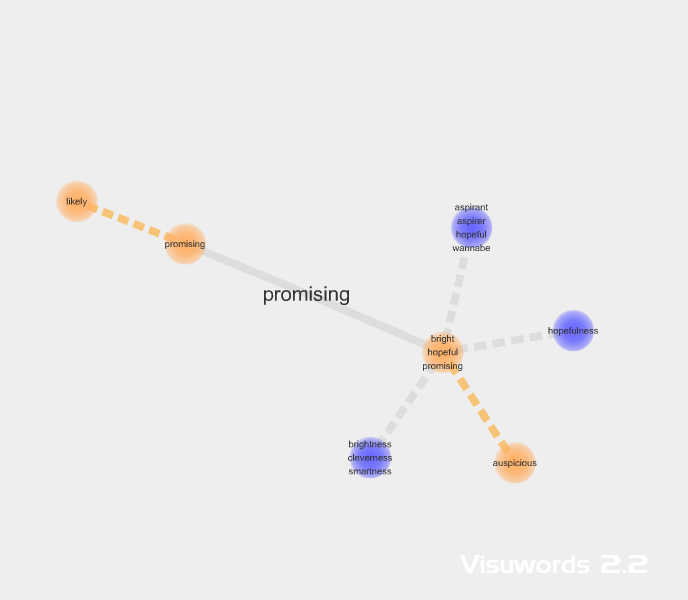 likely
promising
promising
aspirant
aspirer
hopeful
wannabe
hopefulness
bright
hopeful
promising
brightness
cleverness
smartness
auspicious
Visuwords 2.2